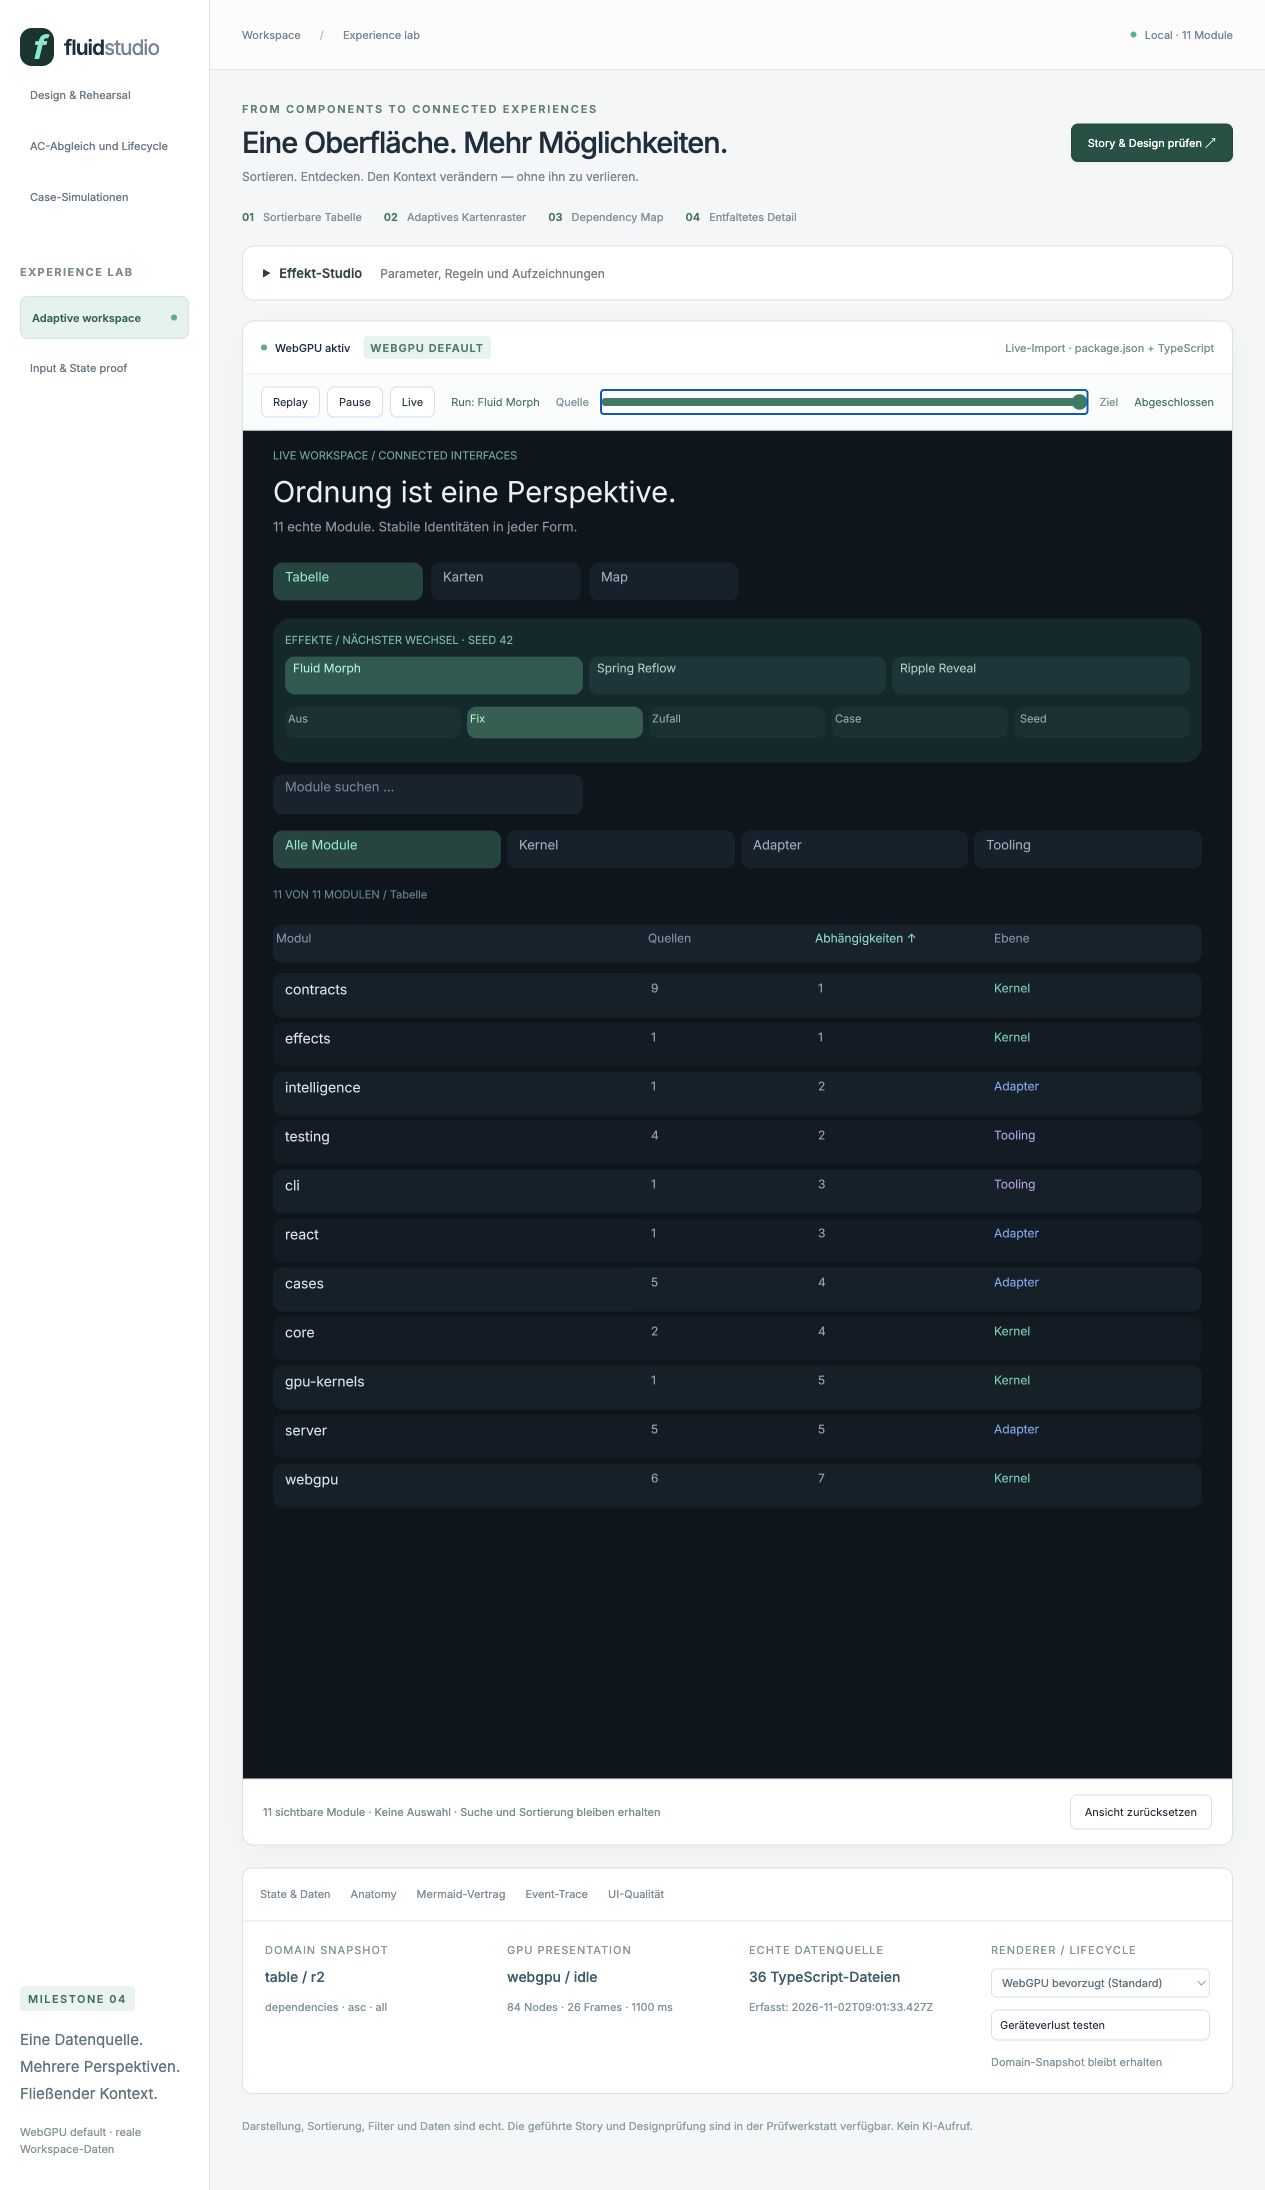 fluidstudio
Design & Rehearsal
AC-Abgleich und Lifecycle
Case-Simulationen
EXPERIENCE LAB
Adaptive workspace
Input & State proof
MILESTONE 04
Eine Datenquelle.
Mehrere Perspektiven.
Fließender Kontext.
WebGPU default · reale
Workspace-Daten
Workspace / Experience lab
Local · 11 Module
FROM COMPONENTS TO CONNECTED EXPERIENCES
Eine Oberfläche. Mehr Möglichkeiten.
Sortieren. Entdecken. Den Kontext verändern — ohne ihn zu verlieren.
Story & Design prüfen ↗
01 Sortierbare Tabelle 02 Adaptives Kartenraster 03 Dependency Map 04 Entfaltetes Detail
Effekt-Studio Parameter, Regeln und Aufzeichnungen
WebGPU aktiv WEBGPU DEFAULT Live-Import · package.json + TypeScript
Replay Pause Live Run: Fluid Morph Quelle Ziel Abgeschlossen
LIVE WORKSPACE / CONNECTED INTERFACES
Ordnung ist eine Perspektive.
11 echte Module. Stabile Identitäten in jeder Form.
Tabelle Karten Map
EFFEKTE / NÄCHSTER WECHSEL · SEED 42
Fluid Morph Spring Reflow Ripple Reveal
Aus Fix Zufall Case Seed
Module suchen ...
Alle Module Kernel Adapter Tooling
11 VON 11 MODULEN / Tabelle
Modul Quellen Abhängigkeiten ↑ Ebene
contracts 9 1 Kernel
effects 1 1 Kernel
intelligence 1 2 Adapter
testing 4 2 Tooling
cli 1 3 Tooling
react 1 3 Adapter
cases 5 4 Adapter
core 2 4 Kernel
gpu-kernels 1 5 Kernel
server 5 5 Adapter
webgpu 6 7 Kernel
11 sichtbare Module · Keine Auswahl · Suche und Sortierung bleiben erhalten
Ansicht zurücksetzen
State & Daten Anatomy Mermaid-Vertrag Event-Trace UI-Qualität
DOMAIN SNAPSHOT
table / r2
dependencies · asc · all
GPU PRESENTATION
webgpu / idle
84 Nodes · 26 Frames · 1100 ms
ECHTE DATENQUELLE
36 TypeScript-Dateien
Erfasst: 2026-11-02T09:01:33.427Z
RENDERER / LIFECYCLE
WebGPU bevorzugt (Standard)
Geräteverlust testen
Domain-Snapshot bleibt erhalten
Darstellung, Sortierung, Filter und Daten sind echt. Die geführte Story und Designprüfung sind in der Prüfwerkstatt verfügbar. Kein KI-Aufruf.